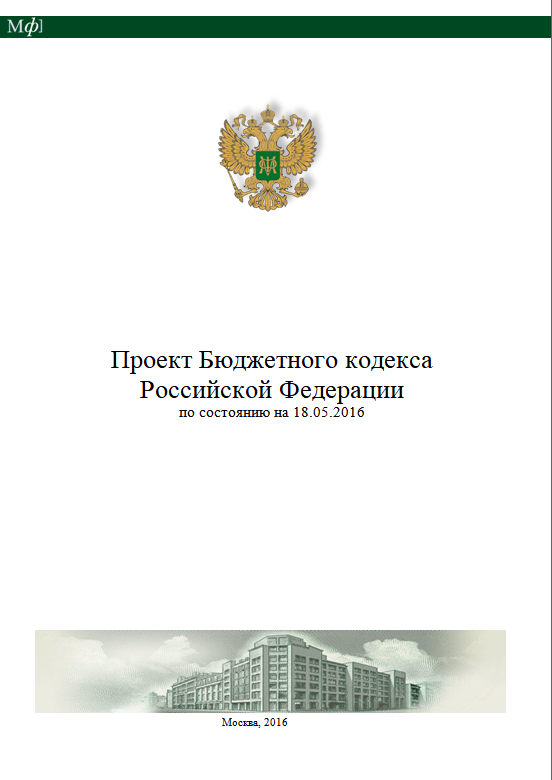 Мф
Проект Бюджетного кодекса
Российской Федерации
по состоянию на 18.05.2016
Москва, 2016